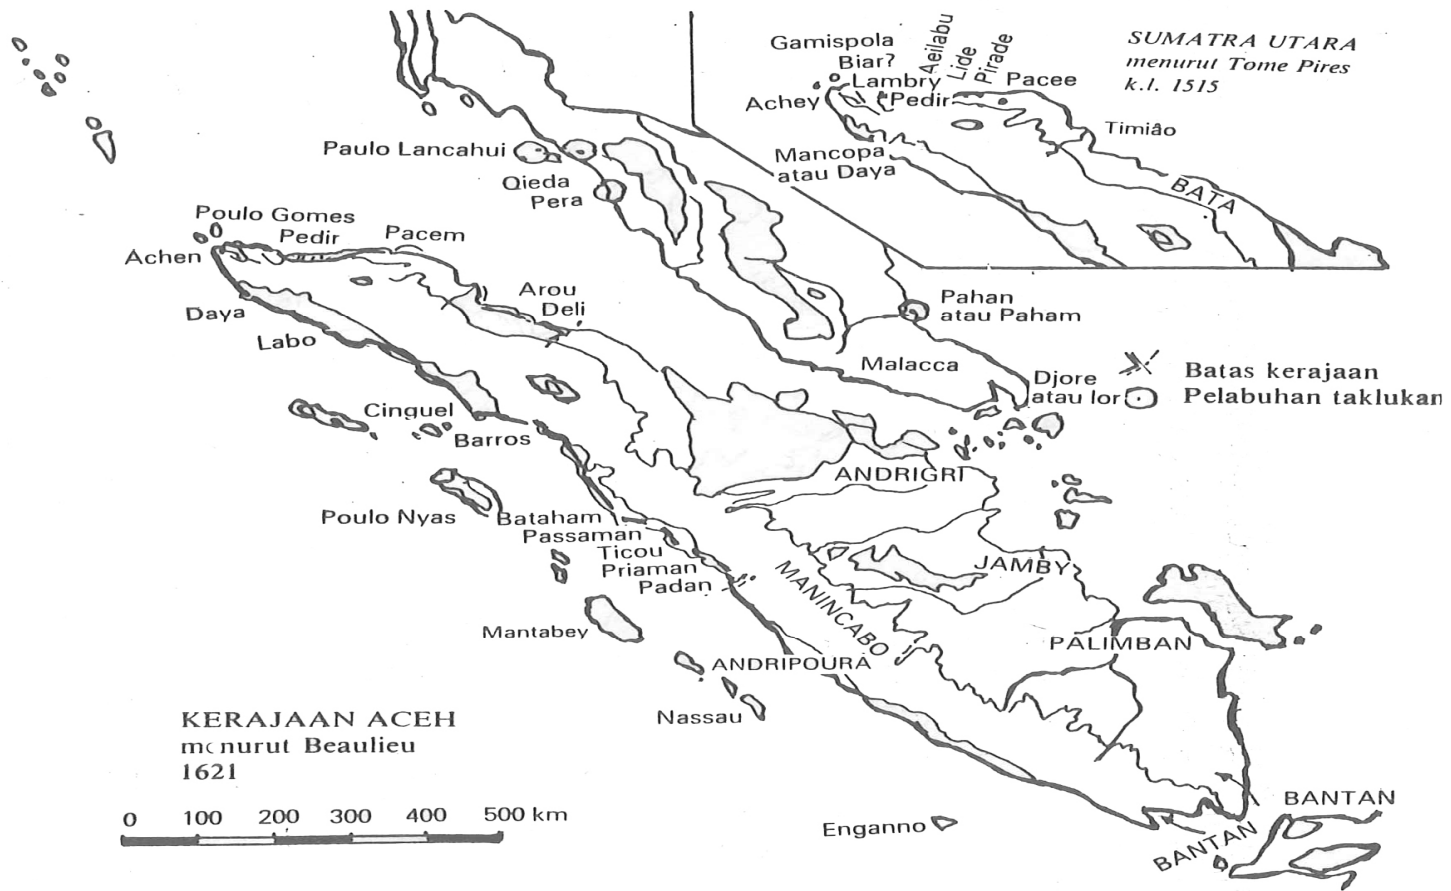 Gamispola
Biar?
Lambry
Achey
Pedir
Aeilabu
Lide
Pirade
Pacee
Timiâo
Mancopa
atau Daya
BATA
SUMATRA UTARA
menurut Tome Pires
k.l. 1515
Paulo Lancahui
Qieda
Pera
Poulo Gomes
Pedir
Pacem
Achen
Daya
Labo
Arou
Deli
Pahan
atau Paham
Malacca
Djore
atau Ior
Batas kerajaan
Pelabuhan taklukan
Cinguel
Barros
ANDRIGRI
Poulo Nyas
Bataham
Passaman
Ticou
Priaman
Padan
MANINCABO
JAMBY
Mantabey
PALIMBAN
ANDRIPOURA
Nassau
KERAJAAN ACEH
menurut Beaulieu
1621
0 100 200 300 400 500 km
Enganno
BANTAN
BANTAN